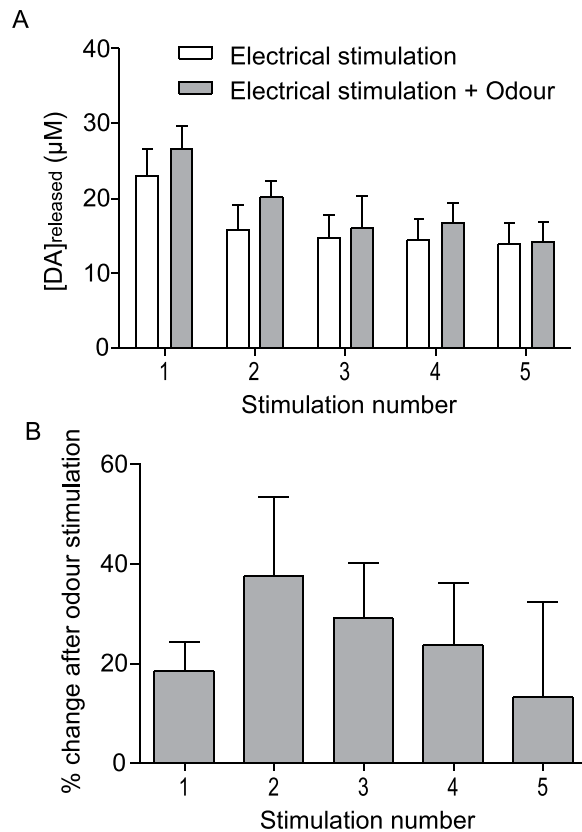 A
40
30
20
10
0
[DA]released (μM)
Electrical stimulation
Electrical stimulation + Odour
1 2 3 4 5
Stimulation number
B
60
40
20
0
% change after odour stimulation
1 2 3 4 5
Stimulation number